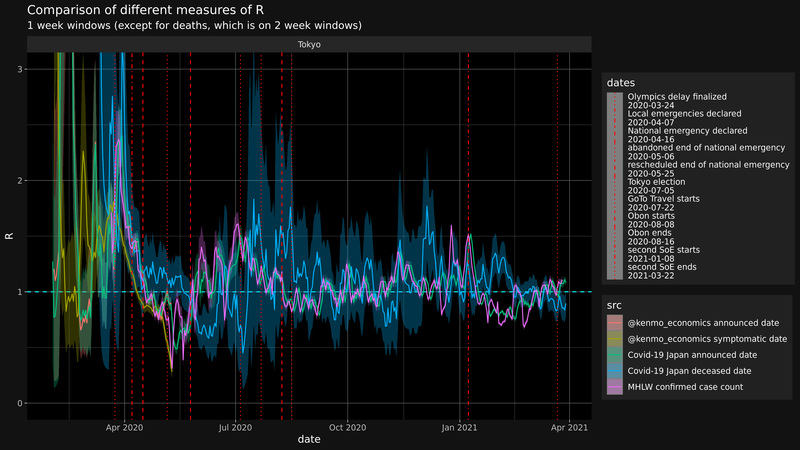 Comparison of different measures of R
1 week windows (except for deaths, which is on 2 week windows)
Tokyo
3
2
1
0
R
Apr 2020
Jul 2020
Oct 2020
Jan 2021
Apr 2021
date
dates
Olympics delay finalized
2020-03-24
Local emergencies declared
2020-04-07
National emergency declared
2020-04-16
abandoned end of national emergency
2020-05-06
rescheduled end of national emergency
2020-05-25
Tokyo election
2020-07-05
GoTo Travel starts
2020-07-22
Obon starts
2020-08-08
Obon ends
2020-08-16
second SoE starts
2021-01-08
second SoE ends
2021-03-22
src
@kenmo_economics announced date
@kenmo_economics symptomatic date
Covid-19 Japan announced date
Covid-19 Japan deceased date
MHLW confirmed case count